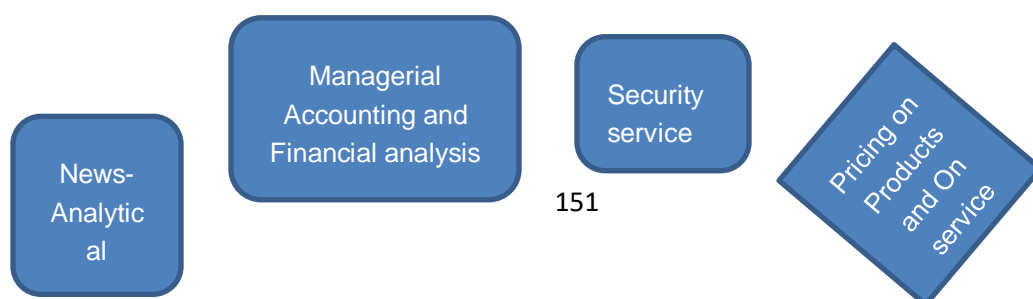 News-
Analytic
al
Managerial
Accounting and
Financial analysis
Security
service
151
Pricing on
Products
and On
service